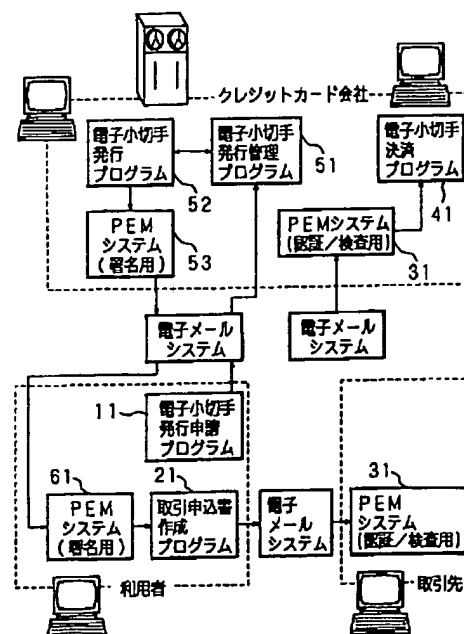 クレジットカード会社
電子小切手
発行
プログラム
52
電子小切手
発行管理
プログラム
51
電子小切手
決済
プログラム
41
PEM
システム
(署名用)
53
PEMシステム
(認証/検査用)
31
電子メール
システム
電子メール
システム
11
電子小切手
発行申請
プログラム
61
PEM
システム
(署名用)
21
取引申込書
作成
プログラム
電子
メール
システム
31
PEM
システム
(認証/検査用)
利用者
取引先